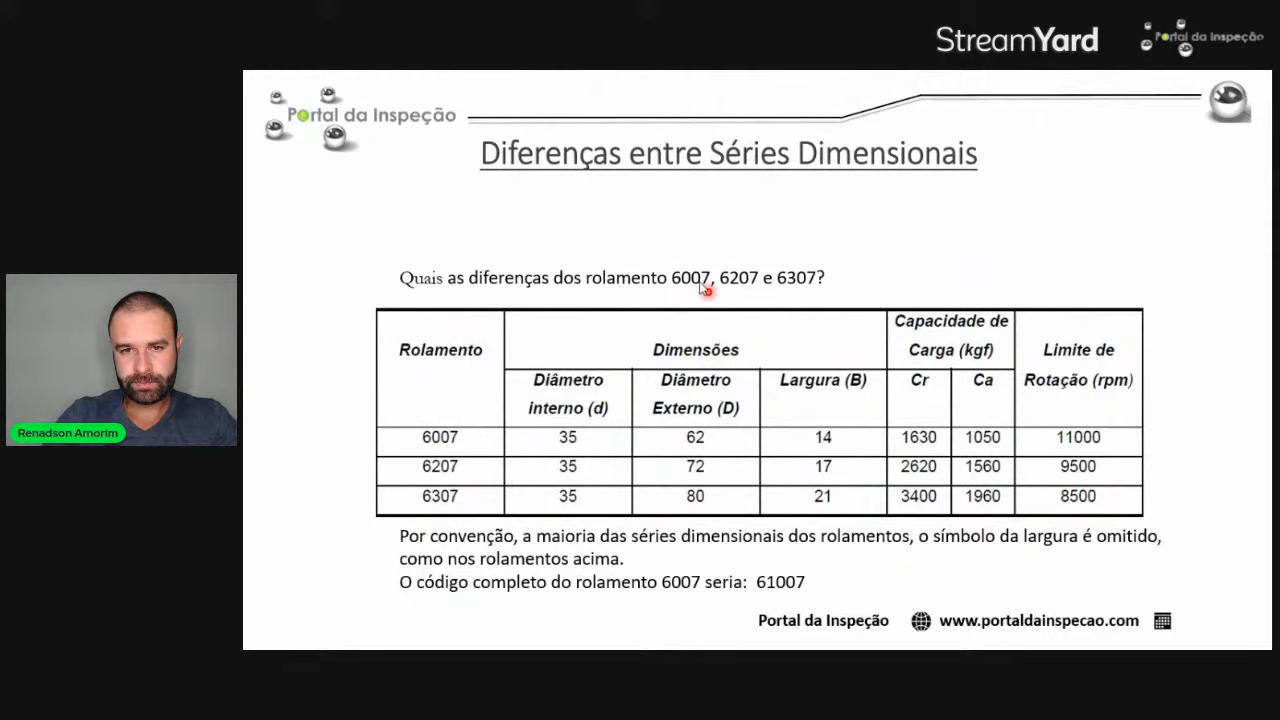 StreamYard
Portal da Inspeção
Portal da Inspeção
Diferenças entre Séries Dimensionais
Quais as diferenças dos rolamento 6007, 6207 e 6307?
Rolamento Dimensões Capacidade de Carga (kgf) Limite de Rotação (rpm)
Diâmetro interno (d) Diâmetro Externo (D) Largura (B) Cr Ca
6007 35 62 14 1630 1050 11000
6207 35 72 17 2620 1560 9500
6307 35 80 21 3400 1960 8500
Por convenção, a maioria das séries dimensionais dos rolamentos, o símbolo da largura é omitido,
como nos rolamentos acima.
O código completo do rolamento 6007 seria: 61007
Renadson Amorim
Portal da Inspeção www.portaldainspecao.com